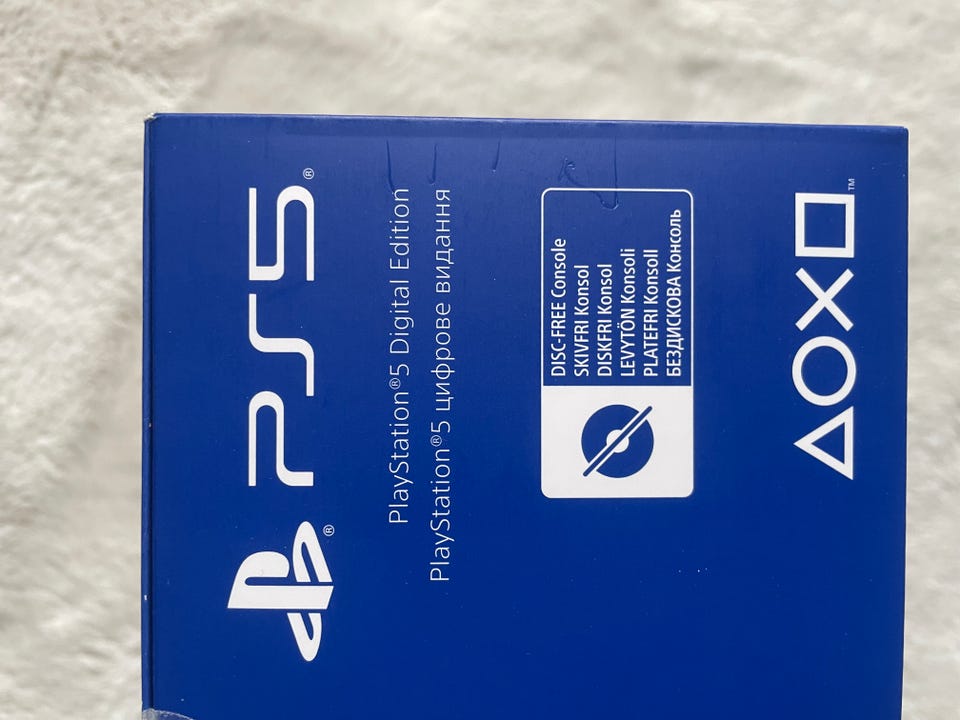 PS5®
PlayStation®5 Digital Edition
PlayStation®5 цифрове видання
DISC-FREE Console
SKIVFRI Konsol
DISKFRI Konsol
LEVYTÖN Konsoli
PLATEFRI Konsoll
БЕЗДИСКОВА Консоль
™